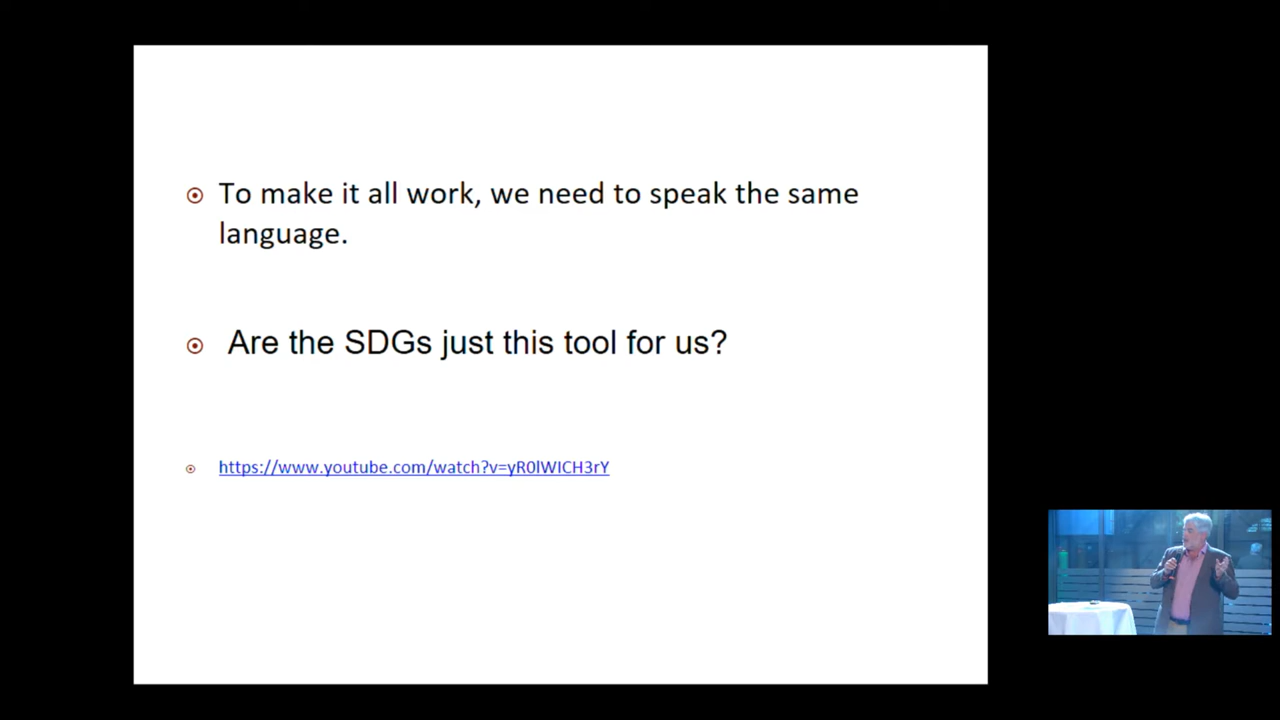 To make it all work, we need to speak the same
language.
Are the SDGs just this tool for us?
https://www.youtube.com/watch?v=yR0lWICH3rY